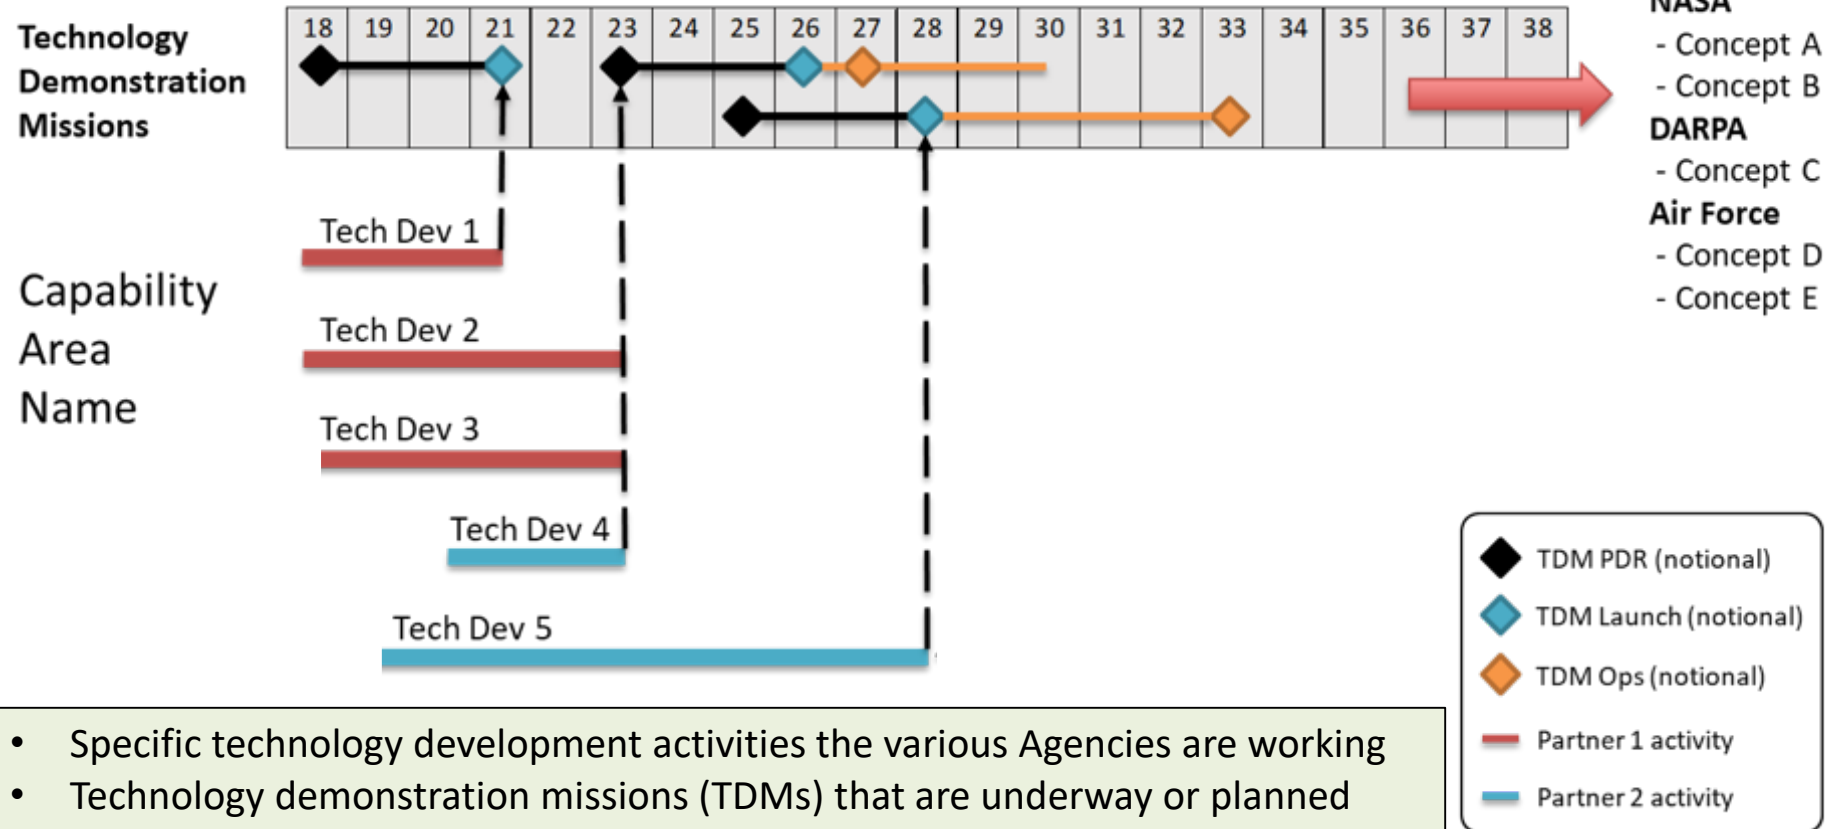 Technology
Demonstration
Missions
18 19 20 21 22 23 24 25 26 27 28 29 30 31 32 33 34 35 36 37 38
NASA
- Concept A
- Concept B
DARPA
- Concept C
Air Force
- Concept D
- Concept E
Capability
Area
Name
Tech Dev 1
Tech Dev 2
Tech Dev 3
Tech Dev 4
Tech Dev 5
TDM PDR (notional)
TDM Launch (notional)
TDM Ops (notional)
Partner 1 activity
Partner 2 activity
• Specific technology development activities the various Agencies are working
• Technology demonstration missions (TDMs) that are underway or planned